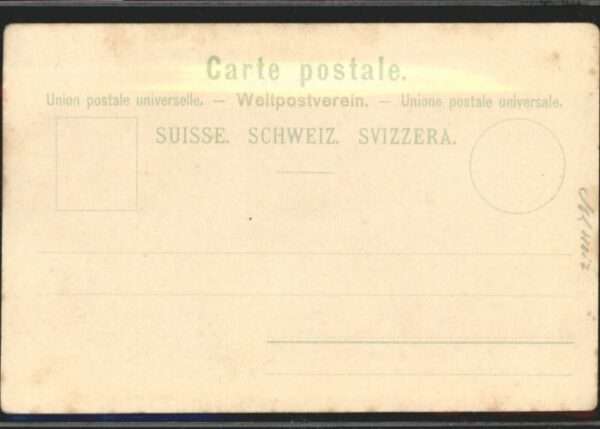 Carte postale.
Union postale universelle. — Weltpostverein. — Unione postale universale.
SUISSE. SCHWEIZ. SVIZZERA.